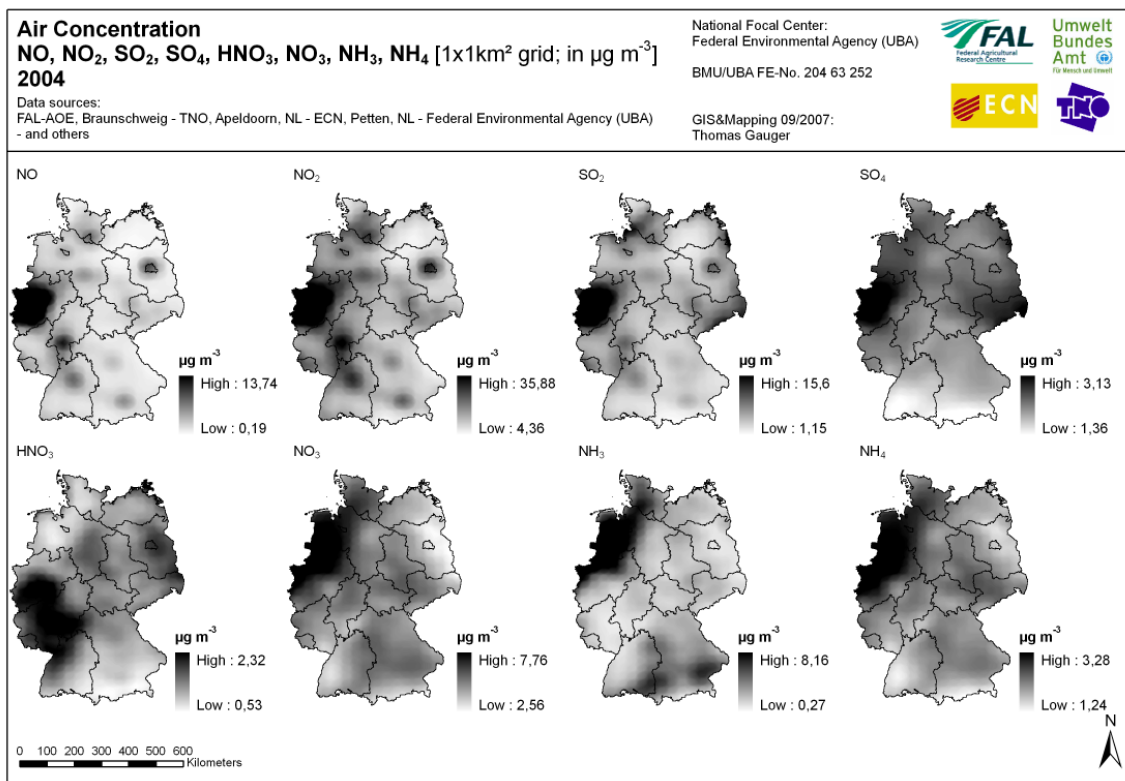 Air Concentration
NO, NO₂, SO₂, SO₄, HNO₃, NO₃, NH₃, NH₄ [1x1km² grid; in µg m⁻³]
2004
Data sources:
FAL-AOE, Braunschweig - TNO, Apeldoorn, NL - ECN, Petten, NL - Federal Environmental Agency (UBA)
- and others
National Focal Center:
Federal Environmental Agency (UBA)
BMU/UBA FE-No. 204 63 252
GIS&Mapping 09/2007:
Thomas Gauger
FAL
Federal Agricultural
Research Centre
Umwelt
Bundes
Amt
Für Mensch und Umwelt
ECN
TNO
NO
µg m⁻³
High : 13,74
Low : 0,19
NO₂
µg m⁻³
High : 35,88
Low : 4,36
SO₂
µg m⁻³
High : 15,6
Low : 1,15
SO₄
µg m⁻³
High : 3,13
Low : 1,36
HNO₃
µg m⁻³
High : 2,32
Low : 0,53
NO₃
µg m⁻³
High : 7,76
Low : 2,56
NH₃
µg m⁻³
High : 8,16
Low : 0,27
NH₄
µg m⁻³
High : 3,28
Low : 1,24
0 100 200 300 400 500 600
Kilometers
N